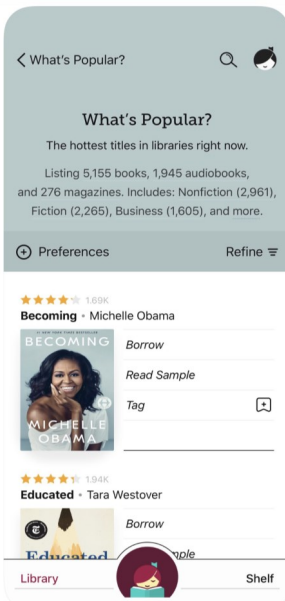 What's Popular?
What's Popular?
The hottest titles in libraries right now.
Listing 5,155 books, 1,945 audiobooks,
and 276 magazines. Includes: Nonfiction (2,961),
Fiction (2,265), Business (1,605), and more.
Preferences
Refine
1.69K
Becoming • Michelle Obama
BECOMING
MICHELLE
OBAMA
Borrow
Read Sample
Tag
1.94K
Educated • Tara Westover
Educated
Borrow
Library
Shelf